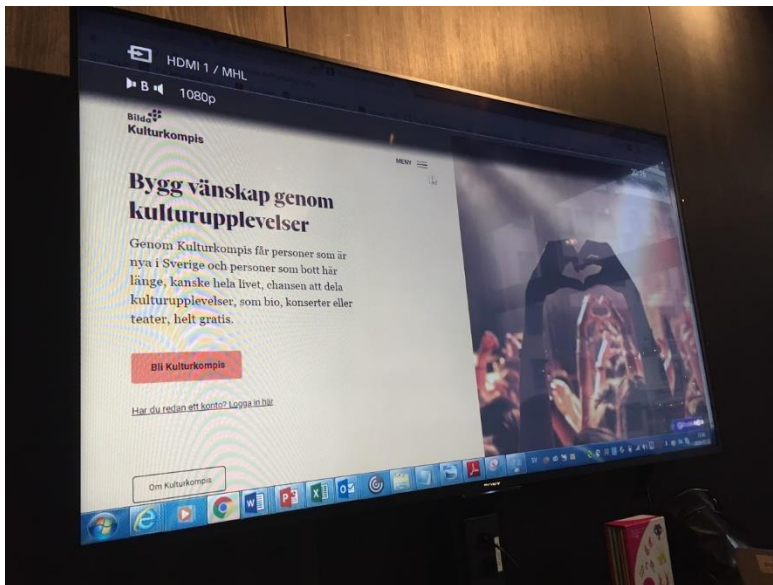 HDMI 1 / MHL
B
1080p
Bilda
Kulturkompis
MENY
Bygg vänskap genom
kulturupplevelser
Genom Kulturkompis får personer som är
nya i Sverige och personer som bott här
länge, kanske hela livet, chansen att dela
kulturupplevelser, som bio, konserter eller
teater, helt gratis.
Bli Kulturkompis
Har du redan ett konto? Logga in här
Om Kulturkompis
SV
SONY